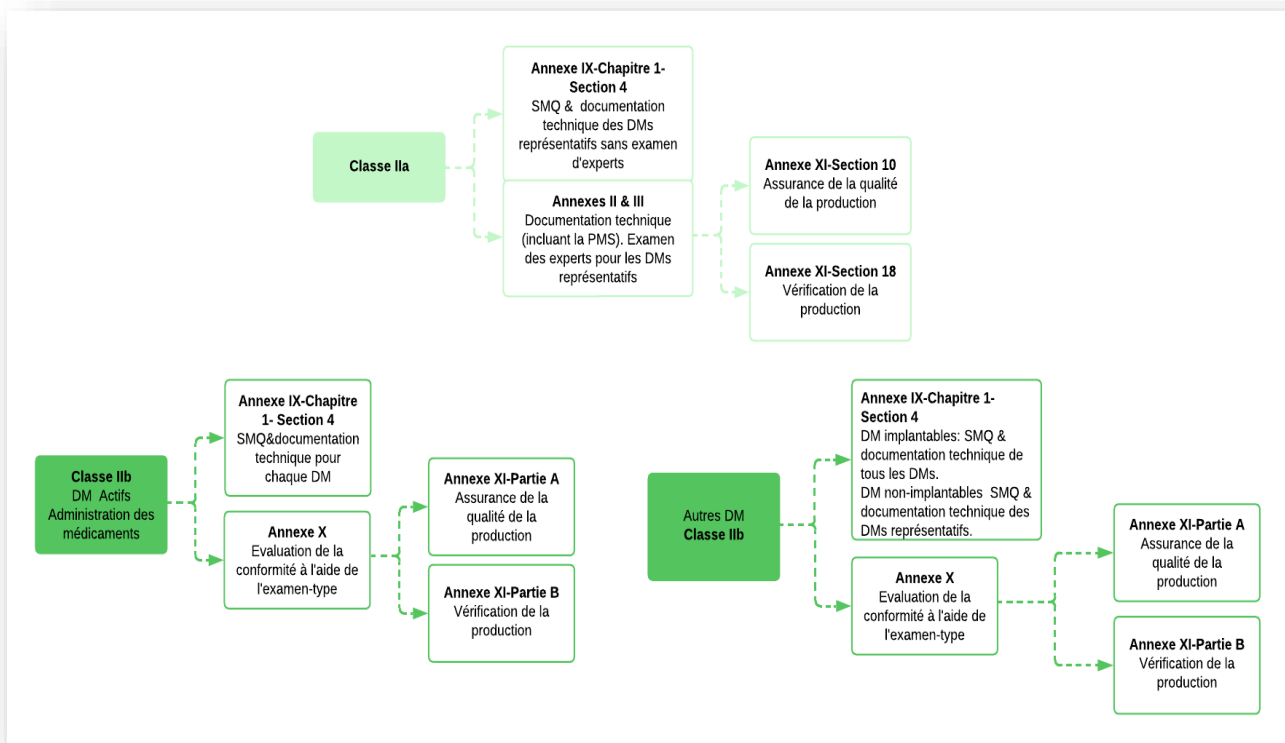 Classe IIa
Annexe IX-Chapitre 1-
Section 4
SMQ & documentation
technique des DMs
représentatifs sans examen
d'experts
Annexes II & III
Documentation technique
(incluant la PMS). Examen
des experts pour les DMs
représentatifs
Annexe XI-Section 10
Assurance de la qualité
de la production
Annexe XI-Section 18
Vérification de la
production
Classe IIb
DM Actifs
Administration des
médicaments
Annexe IX-Chapitre
1- Section 4
SMQ&documentation
technique pour
chaque DM
Annexe X
Evaluation de la
conformité à l'aide de
l'examen-type
Annexe XI-Partie A
Assurance de la
qualité de la
production
Annexe XI-Partie B
Vérification de la
production
Autres DM
Classe IIb
Annexe IX-Chapitre 1-
Section 4
DM implantables: SMQ &
documentation technique de
tous les DMs.
DM non-implantables SMQ &
documentation technique des
DMs représentatifs.
Annexe X
Evaluation de la
conformité à l'aide de
l'examen-type
Annexe XI-Partie A
Assurance de la
qualité de la
production
Annexe XI-Partie B
Vérification de la
production